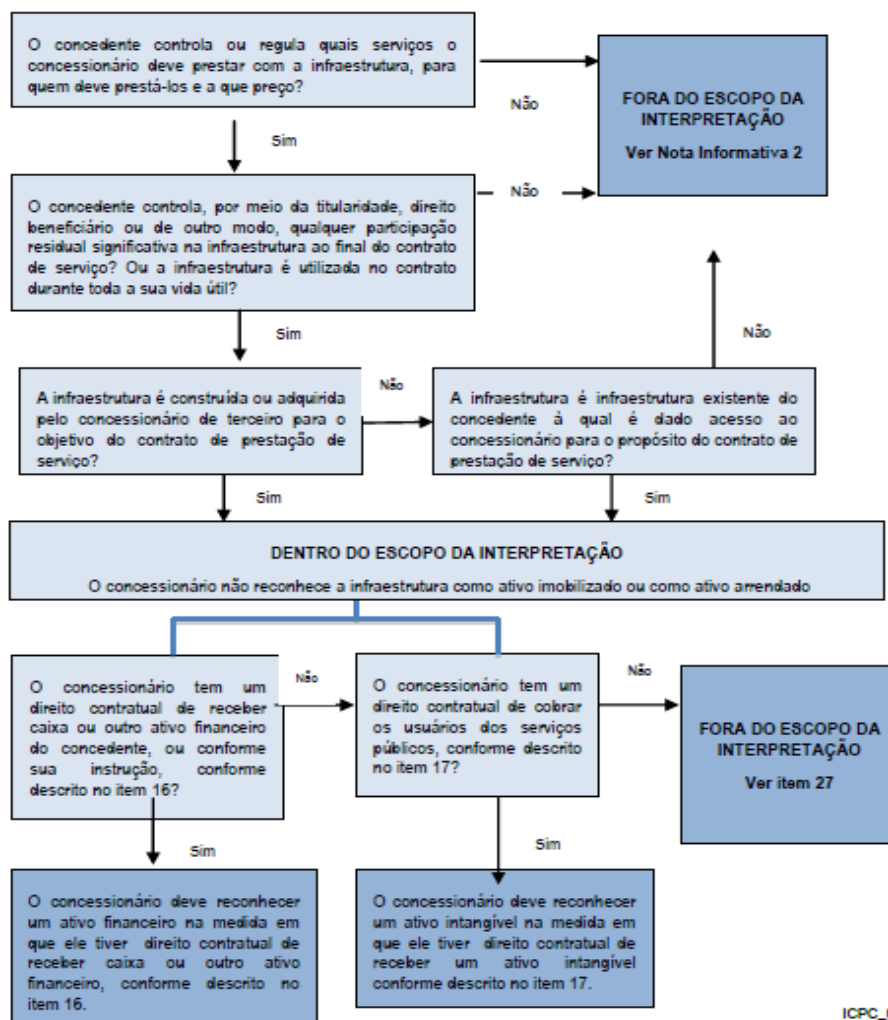 O concedente controla ou regula quais serviços o
concessionário deve prestar com a infraestrutura, para
quem deve prestá-los e a que preço?
Não
FORA DO ESCOPO DA
INTERPRETAÇÃO
Ver Nota Informativa 2
Sim
O concedente controla, por meio da titularidade, direito
beneficiário ou de outro modo, qualquer participação
residual significativa na infraestrutura ao final do contrato
de serviço? Ou a infraestrutura é utilizada no contrato
durante toda a sua vida útil?
Não
Sim
Não
A infraestrutura é construída ou adquirida
pelo concessionário de terceiro para o
objetivo do contrato de prestação de
serviço?
Não
A infraestrutura é infraestrutura existente do
concedente à qual é dado acesso ao
concessionário para o propósito do contrato de
prestação de serviço?
Sim
Sim
DENTRO DO ESCOPO DA INTERPRETAÇÃO
O concessionário não reconhece a infraestrutura como ativo imobilizado ou como ativo arrendado
O concessionário tem um
direito contratual de receber
caixa ou outro ativo financeiro
do concedente, ou conforme
sua instrução, conforme
descrito no item 16?
Não
O concessionário tem um
direito contratual de cobrar
os usuários dos serviços
públicos, conforme descrito
no item 17?
Não
FORA DO ESCOPO DA
INTERPRETAÇÃO
Ver item 27
Sim
Sim
O concessionário deve reconhecer
um ativo financeiro na medida em
que ele tiver direito contratual de
receber caixa ou outro ativo
financeiro, conforme descrito no
item 16.
O concessionário deve reconhecer
um ativo intangível na medida em
que ele tiver direito contratual de
receber um ativo intangível
conforme descrito no item 17.